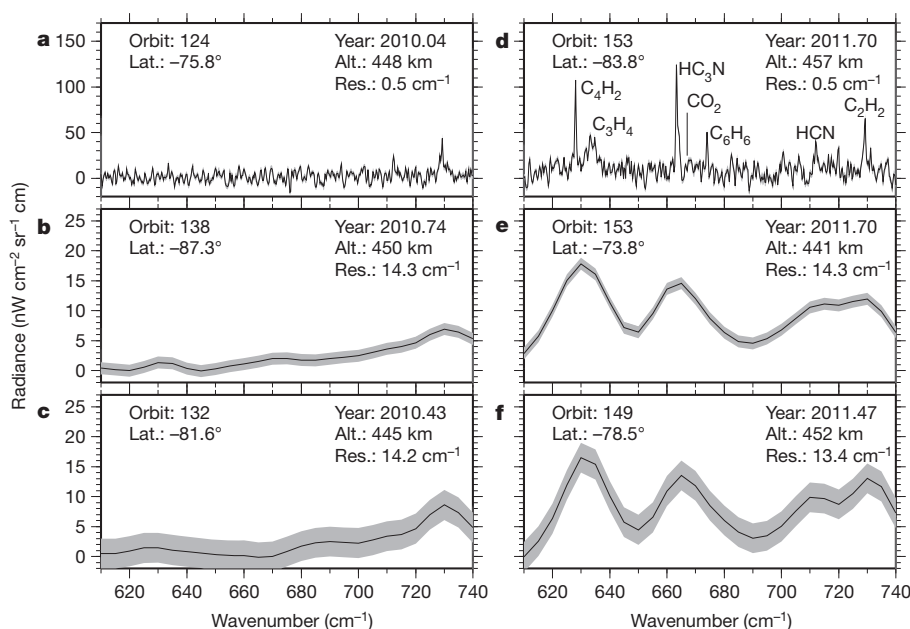 a
Orbit: 124
Lat.: –75.8°
Year: 2010.04
Alt.: 448 km
Res.: 0.5 cm⁻¹
150
100
50
0
b
Orbit: 138
Lat.: –87.3°
Year: 2010.74
Alt.: 450 km
Res.: 14.3 cm⁻¹
25
20
15
10
5
0
c
Orbit: 132
Lat.: –81.6°
Year: 2010.43
Alt.: 445 km
Res.: 14.2 cm⁻¹
25
20
15
10
5
0
Radiance (nW cm⁻² sr⁻¹ cm)
620 640 660 680 700 720 740
Wavenumber (cm⁻¹)
d
Orbit: 153
Lat.: –83.8°
Year: 2011.70
Alt.: 457 km
Res.: 0.5 cm⁻¹
C₄H₂
C₃H₄
HC₃N
CO₂
C₆H₆
HCN
C₂H₂
e
Orbit: 153
Lat.: –73.8°
Year: 2011.70
Alt.: 441 km
Res.: 14.3 cm⁻¹
f
Orbit: 149
Lat.: –78.5°
Year: 2011.47
Alt.: 452 km
Res.: 13.4 cm⁻¹
620 640 660 680 700 720 740
Wavenumber (cm⁻¹)